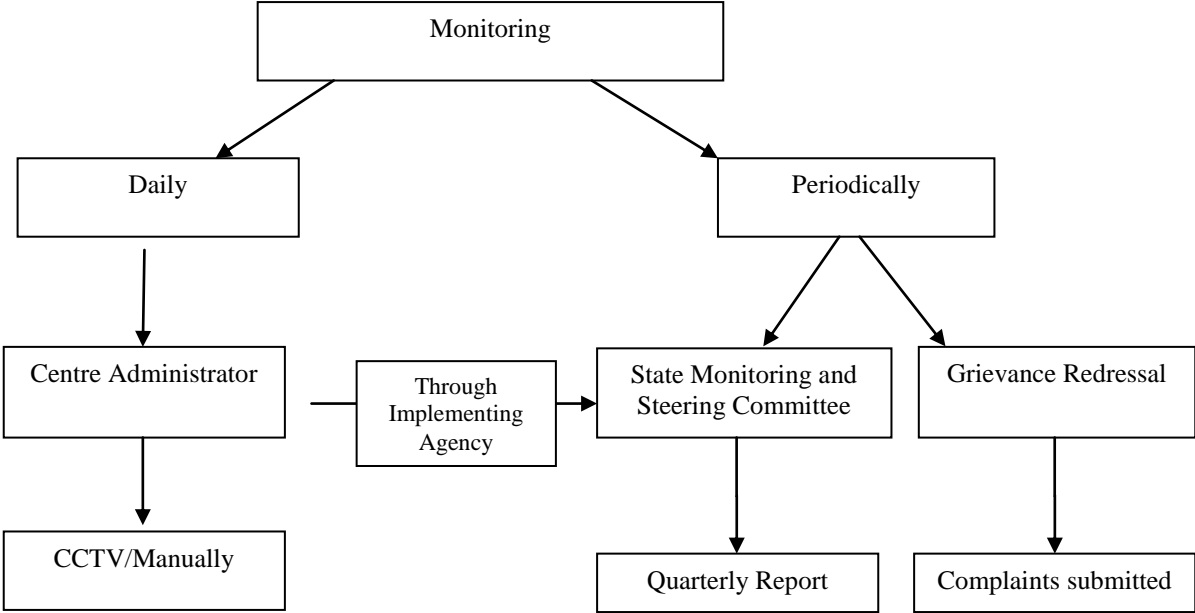 Monitoring
Daily
Periodically
Centre Administrator
Through
Implementing
Agency
State Monitoring and
Steering Committee
Grievance Redressal
CCTV/Manually
Quarterly Report
Complaints submitted